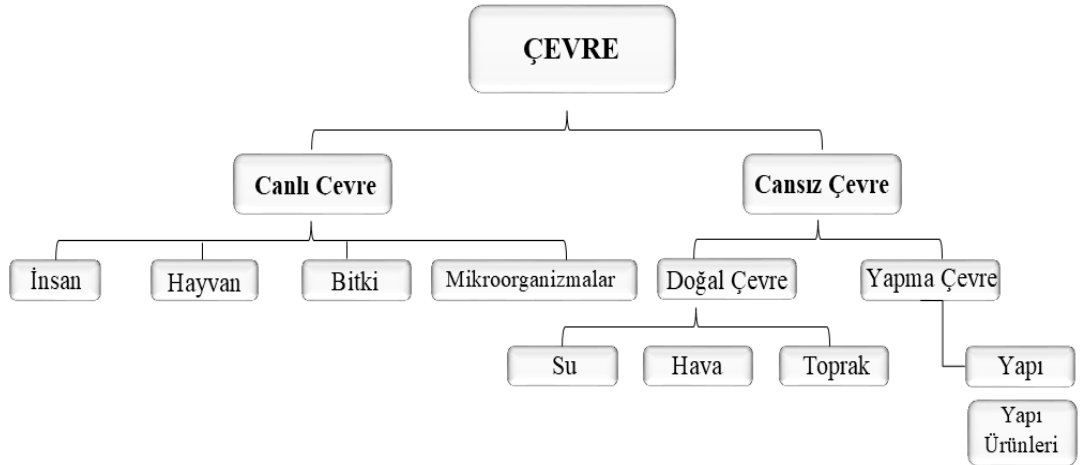 ÇEVRE
Canlı Cevre
Cansız Çevre
İnsan
Hayvan
Bitki
Mikroorganizmalar
Doğal Çevre
Yapma Çevre
Su
Hava
Toprak
Yapı
Yapı
Ürünleri